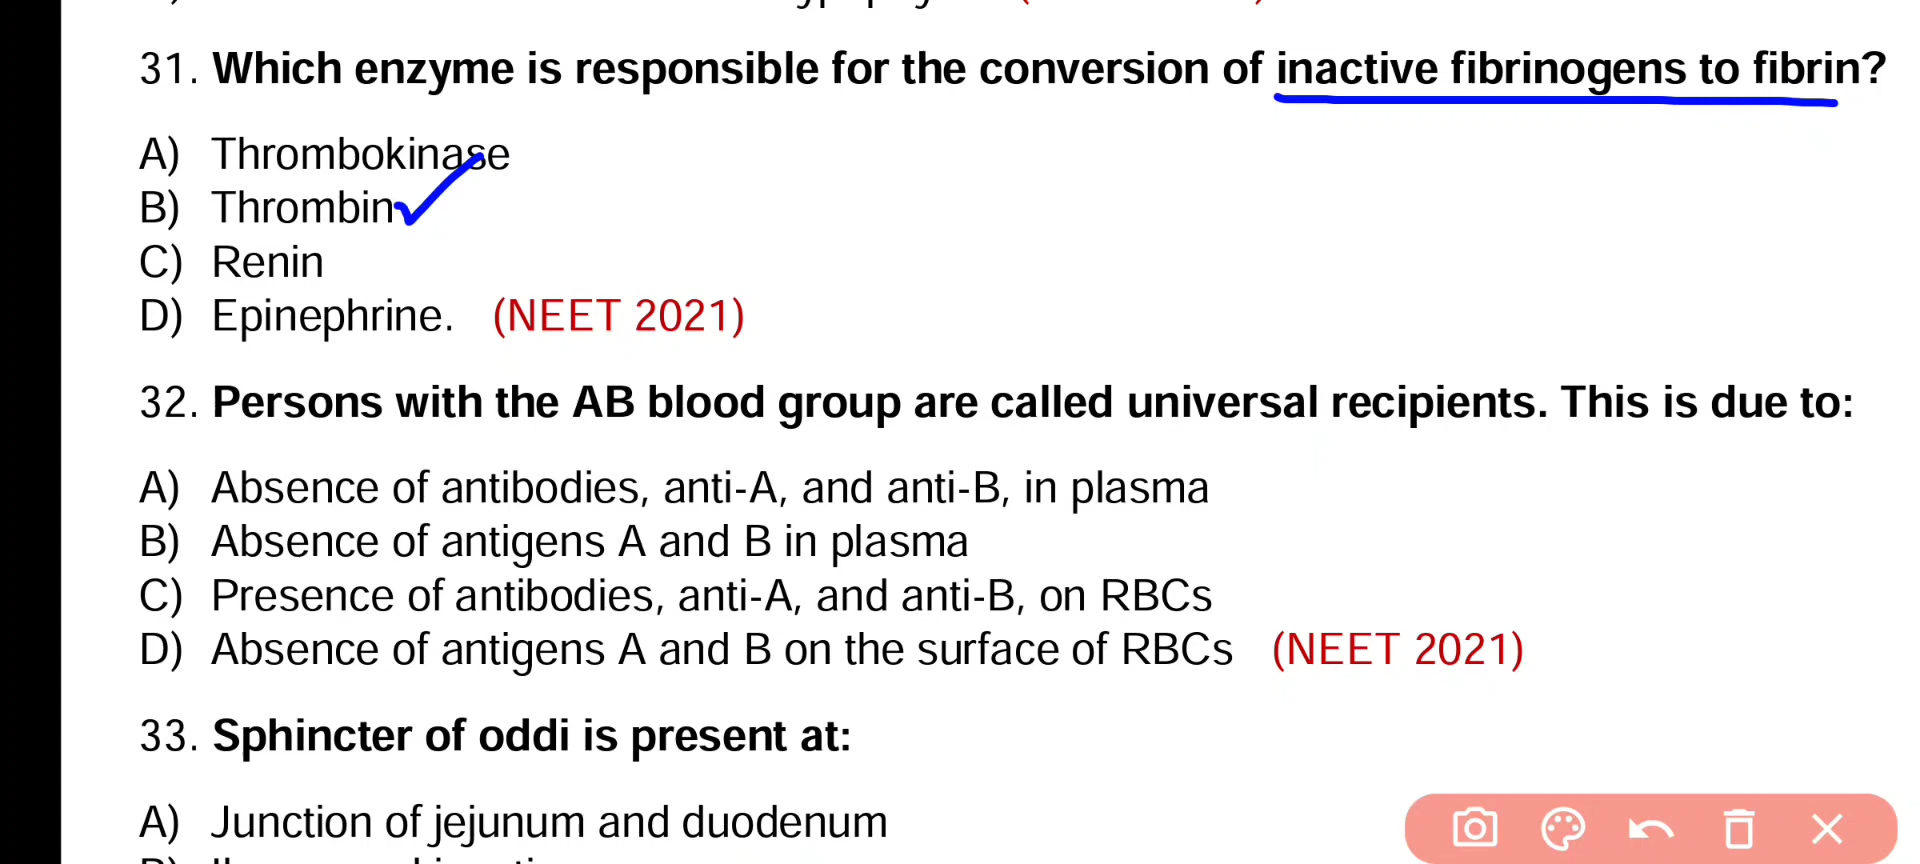 31. Which enzyme is responsible for the conversion of inactive fibrinogens to fibrin?
A) Thrombokinase
B) Thrombin
C) Renin
D) Epinephrine. (NEET 2021)
32. Persons with the AB blood group are called universal recipients. This is due to:
A) Absence of antibodies, anti-A, and anti-B, in plasma
B) Absence of antigens A and B in plasma
C) Presence of antibodies, anti-A, and anti-B, on RBCs
D) Absence of antigens A and B on the surface of RBCs (NEET 2021)
33. Sphincter of oddi is present at:
A) Junction of jejunum and duodenum